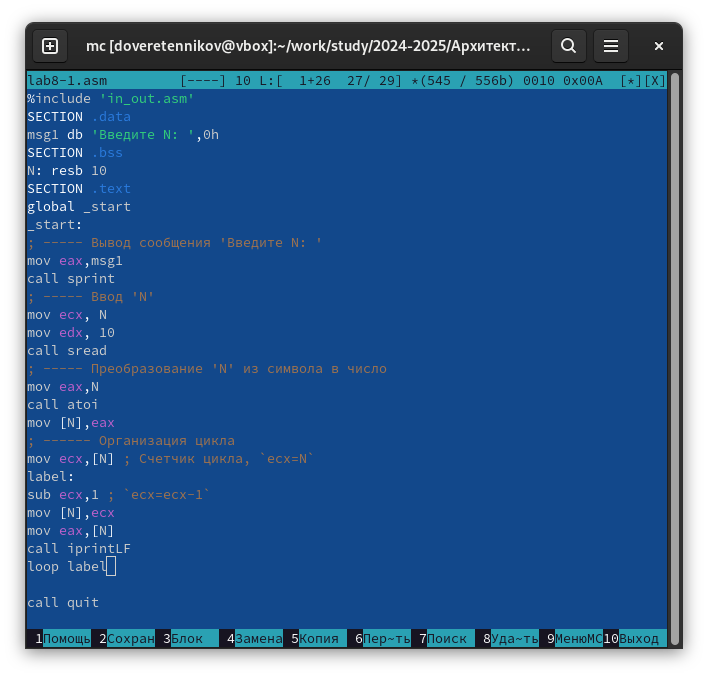 mc [doveretennikov@vbox]:~/work/study/2024-2025/Архитект...
lab8-1.asm [----] 10 L:[ 1+26 27/ 29] *(545 / 556b) 0010 0x00A [*][X]
%include 'in_out.asm'
SECTION .data
msg1 db 'Введите N: ',0h
SECTION .bss
N: resb 10
SECTION .text
global _start
_start:
; ----- Вывод сообщения 'Введите N: '
mov eax,msg1
call sprint
; ----- Ввод 'N'
mov ecx, N
mov edx, 10
call sread
; ----- Преобразование 'N' из символа в число
mov eax,N
call atoi
mov [N],eax
; ------ Организация цикла
mov ecx,[N] ; Счетчик цикла, `ecx=N`
label:
sub ecx,1 ; `ecx=ecx-1`
mov [N],ecx
mov eax,[N]
call iprintLF
loop label
call quit
1Помощь 2Сохран 3Блок 4Замена 5Копия 6Пер~ть 7Поиск 8Уда~ть 9МенюMC 10Выход